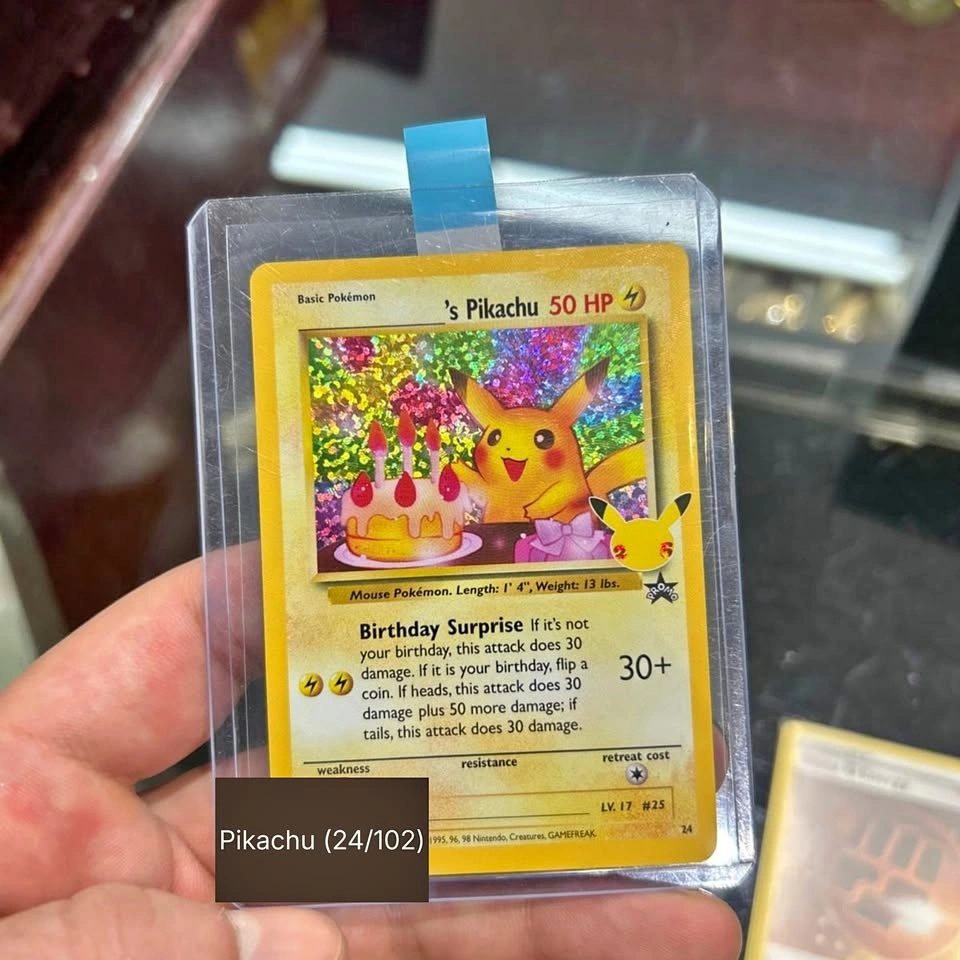 Basic Pokémon
's Pikachu 50 HP
Mouse Pokémon. Length: 1' 4", Weight: 13 lbs.
PROMO
Birthday Surprise If it's not
your birthday, this attack does 30
damage. If it is your birthday, flip a
coin. If heads, this attack does 30
damage plus 50 more damage; if
tails, this attack does 30 damage.
30+
weakness resistance retreat cost
LV. 17 #25
Pikachu (24/102)
1995, 96, 98 Nintendo, Creatures, GAMEFREAK.
24